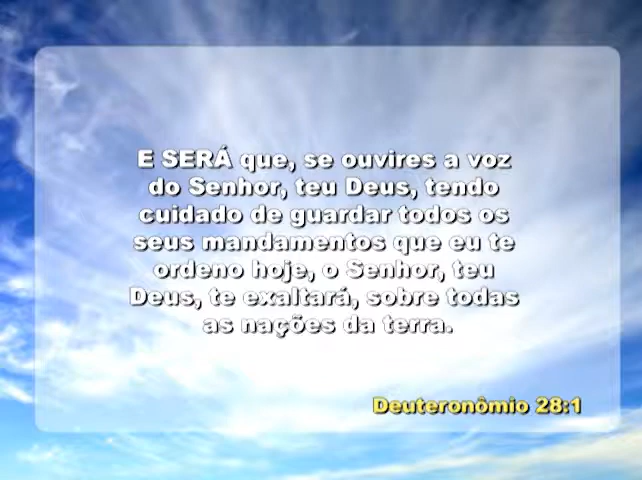 E SERÁ que, se ouvires a voz
do Senhor, teu Deus, tendo
cuidado de guardar todos os
seus mandamentos que eu te
ordeno hoje, o Senhor, teu
Deus, te exaltará, sobre todas
as nações da terra.
Deuteronômio 28:1